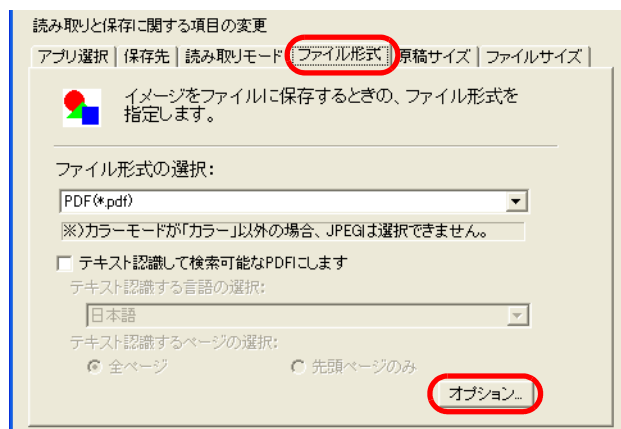 読み取りと保存に関する項目の変更
アプリ選択 保存先 読み取りモード ファイル形式 原稿サイズ ファイルサイズ
イメージをファイルに保存するときの、ファイル形式を
指定します。
ファイル形式の選択:
PDF(*.pdf)
※)カラーモードが「カラー」以外の場合、JPEGは選択できません。
テキスト認識して検索可能なPDFにします
テキスト認識する言語の選択:
日本語
テキスト認識するページの選択:
全ページ 先頭ページのみ
オプション...